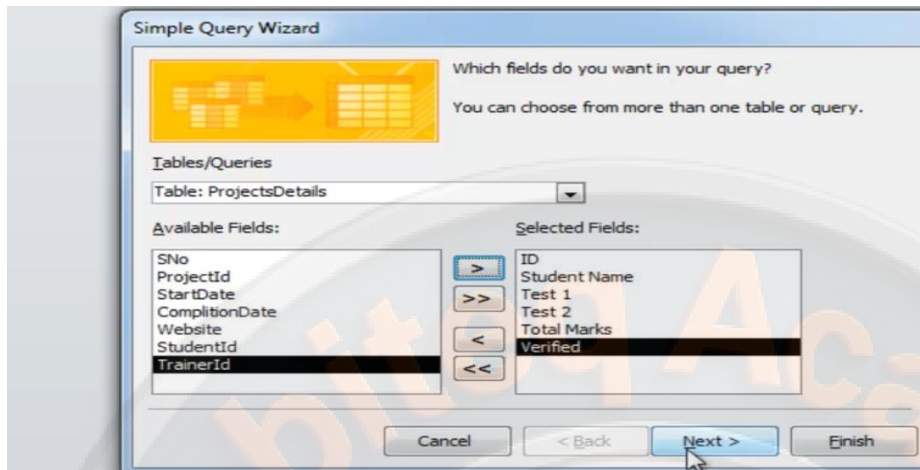 Simple Query Wizard
Which fields do you want in your query?
You can choose from more than one table or query.
Tables/Queries
Table: ProjectsDetails
Available Fields:
Selected Fields:
SNo
ProjectId
StartDate
ComplitionDate
Website
StudentId
TrainerId
>
>>
<
<<
ID
Student Name
Test 1
Test 2
Total Marks
Verified
Cancel
< Back
Next >
Finish
bitsq Ac